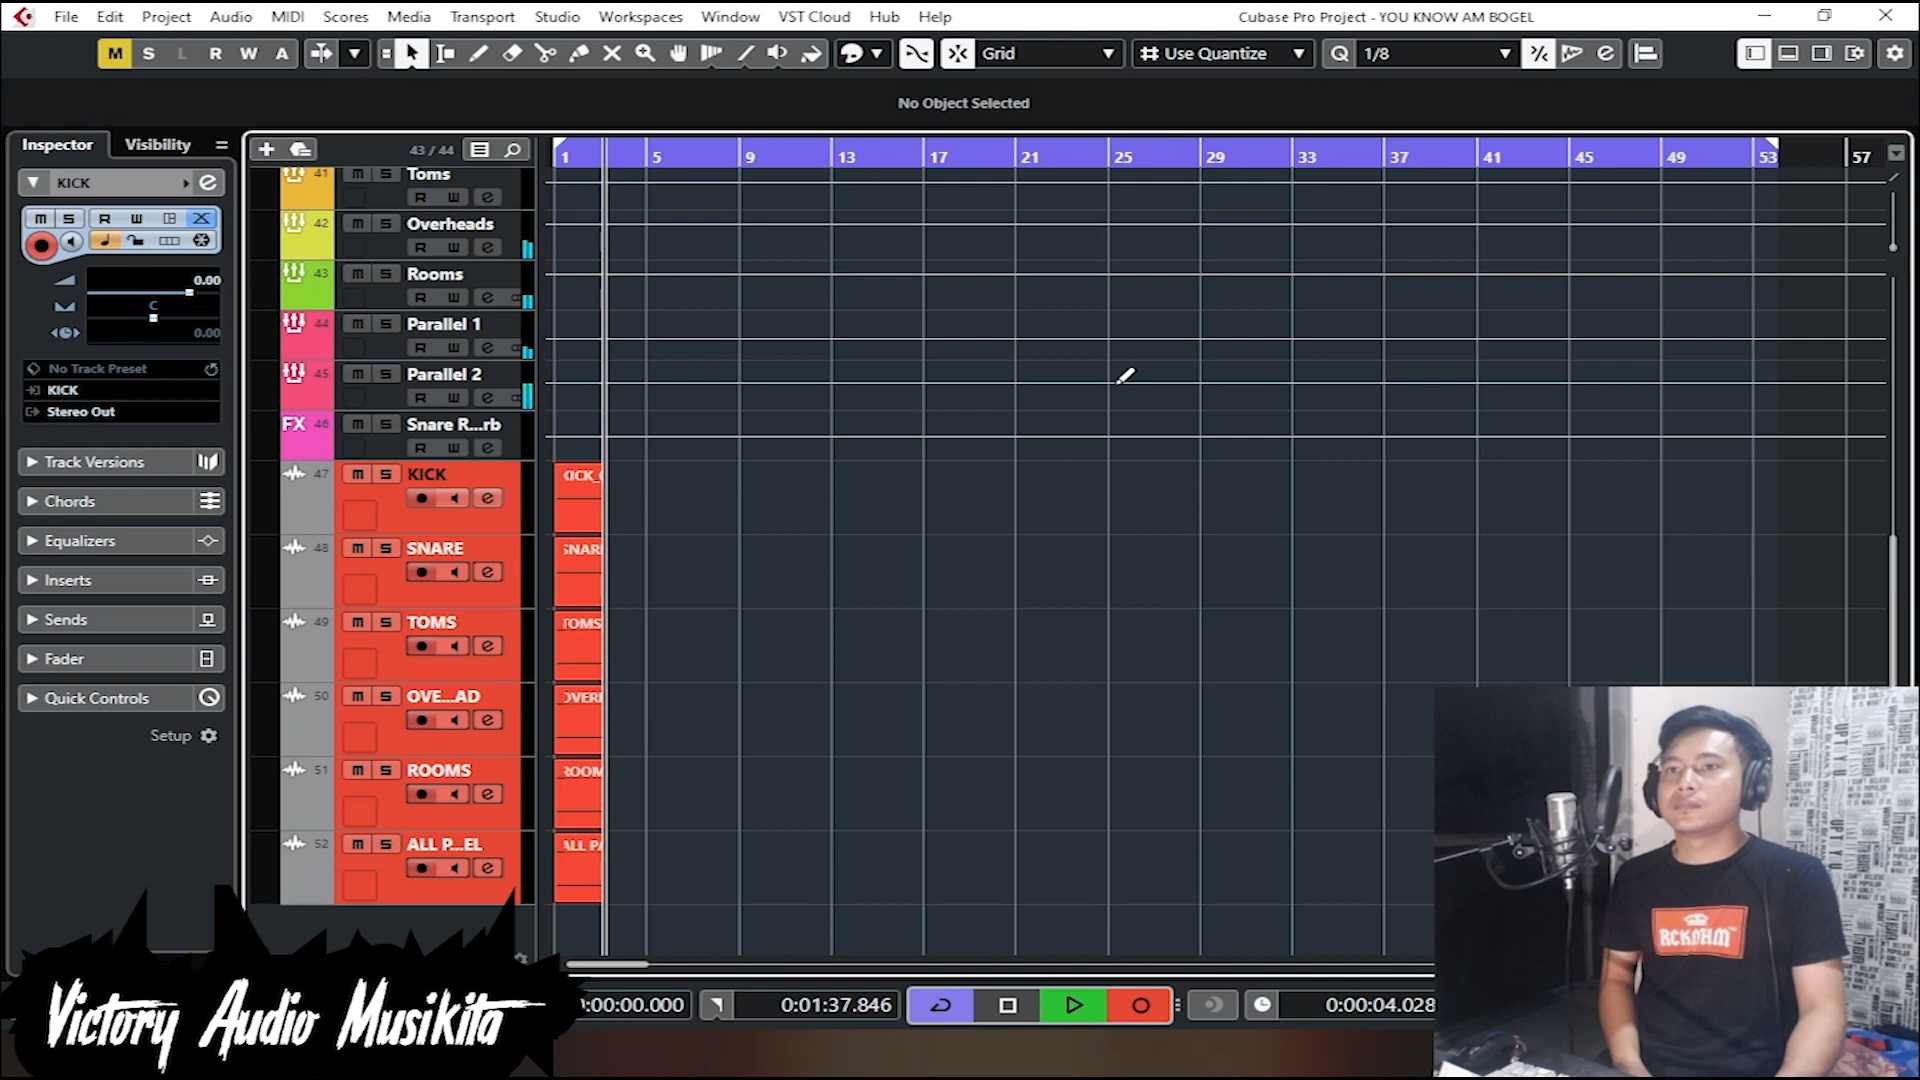 File Edit Project Audio MIDI Scores Media Transport Studio Workspaces Window VST Cloud Hub Help
Cubase Pro Project - YOU KNOW AM BOGEL
M S L R W A
Grid
Use Quantize
Q 1/8
No Object Selected
Inspector
Visibility
43 / 44
1 5 9 13 17 21 25 29 33 37 41 45 49 53 57
KICK
m S R W
0.00
C
0.00
No Track Preset
KICK
Stereo Out
Track Versions
Chords
Equalizers
Inserts
Sends
Fader
Quick Controls
Setup
41 m S Toms
R W e
42 m S Overheads
R W e
43 m S Rooms
R W e
44 m S Parallel 1
R W e
45 m S Parallel 2
R W e
FX 46 m S Snare R...rb
R W e
47 m S KICK
48 m S SNARE
49 m S TOMS
50 m S OVE...AD
51 m S ROOMS
52 m S ALL P...EL
0:01:37.846
0:00:04.028
Victory Audio Musikita
RCKNHM